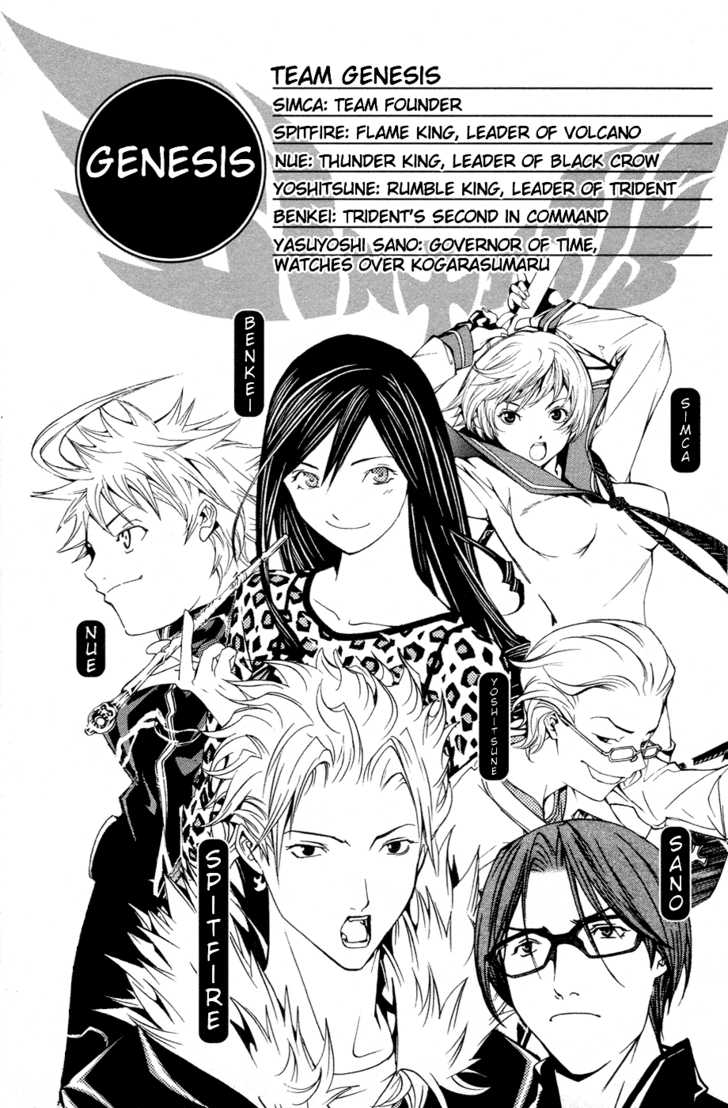 GENESIS
TEAM GENESIS
SIMCA: TEAM FOUNDER
SPITFIRE: FLAME KING, LEADER OF VOLCANO
NUE: THUNDER KING, LEADER OF BLACK CROW
YOSHITSUNE: RUMBLE KING, LEADER OF TRIDENT
BENKEI: TRIDENT'S SECOND IN COMMAND
YASUYOSHI SANO: GOVERNOR OF TIME,
WATCHES OVER KOGARASUMARU
BENKEI
SIMCA
NUE
YOSHITSUNE
SPITFIRE
SANO